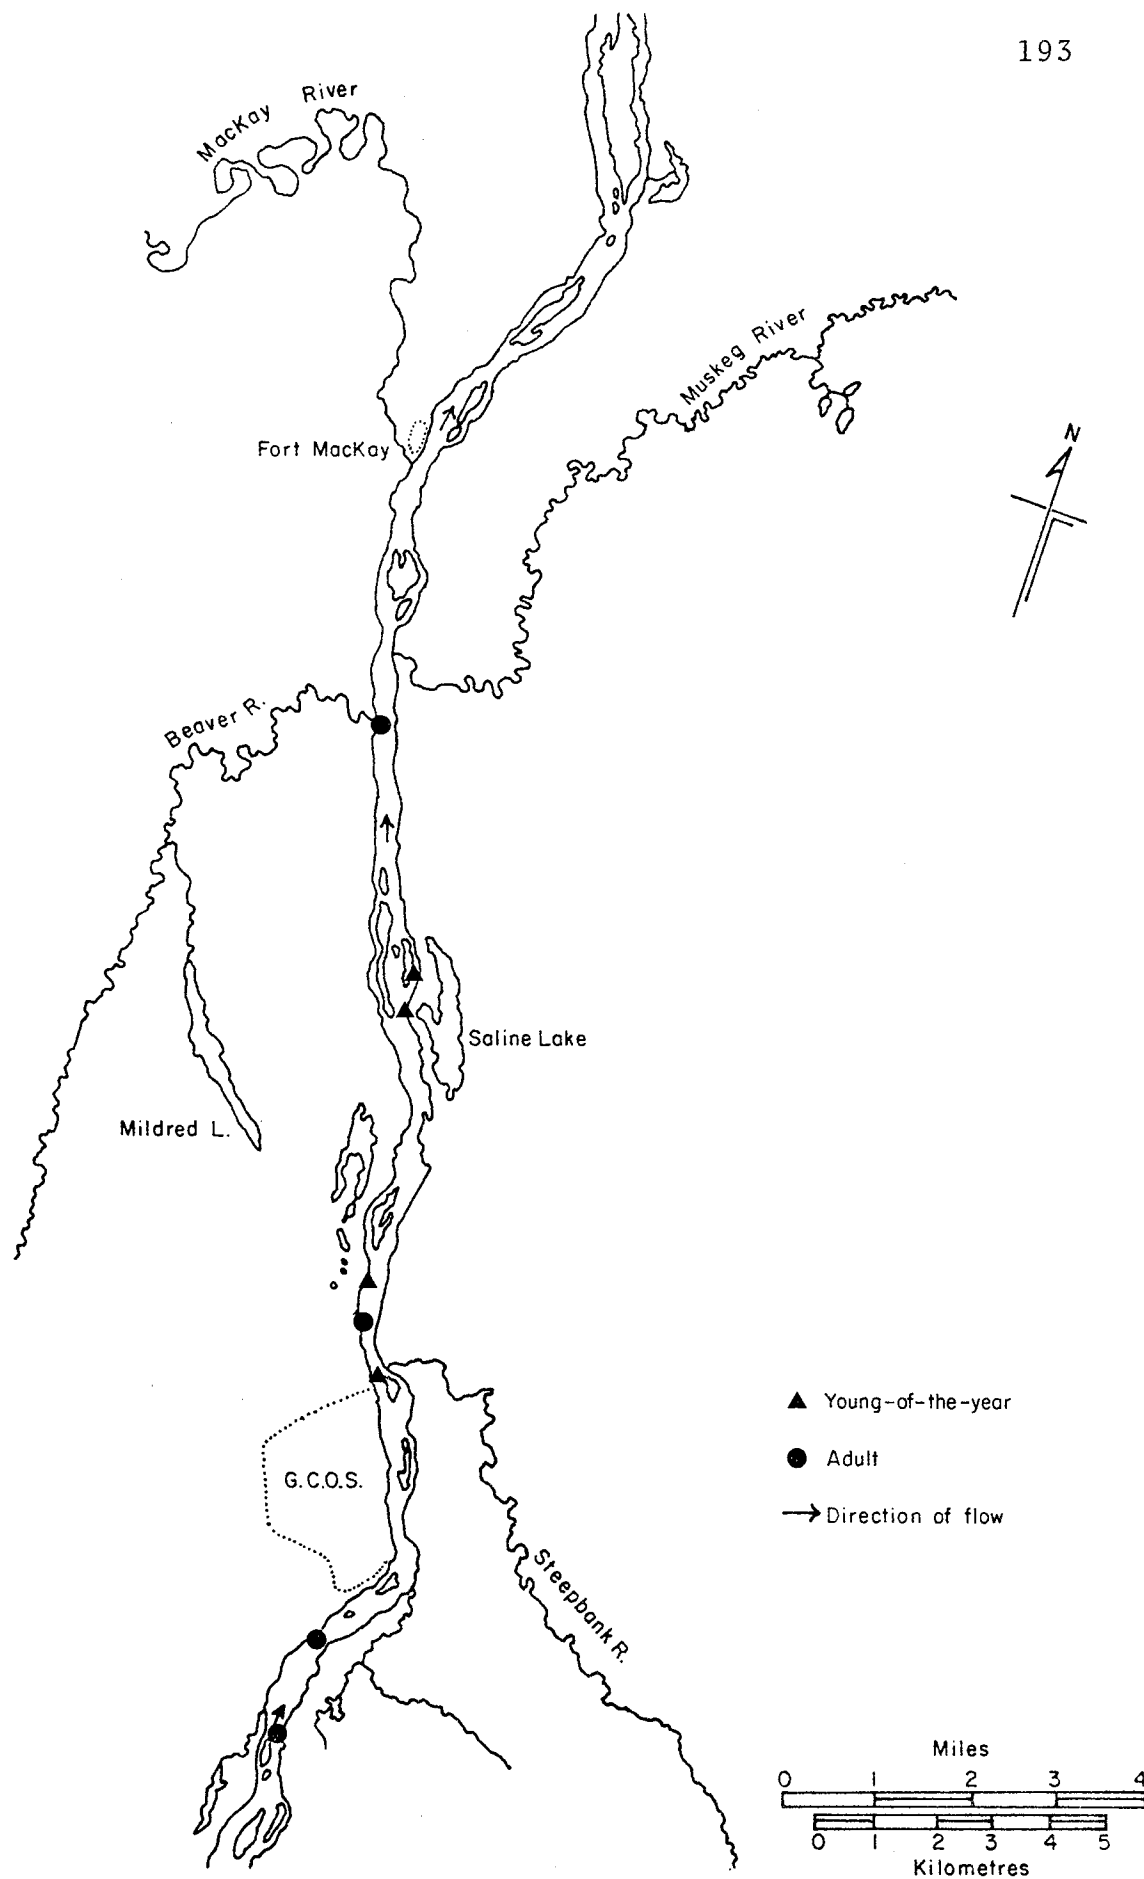 193
MacKay River
Muskeg River
Fort MacKay
N
Beaver R.
Saline Lake
Mildred L.
Young-of-the-year
Adult
G.C.O.S.
Direction of flow
Steepbank R.
Miles
0 1 2 3 4
0 1 2 3 4 5
Kilometres